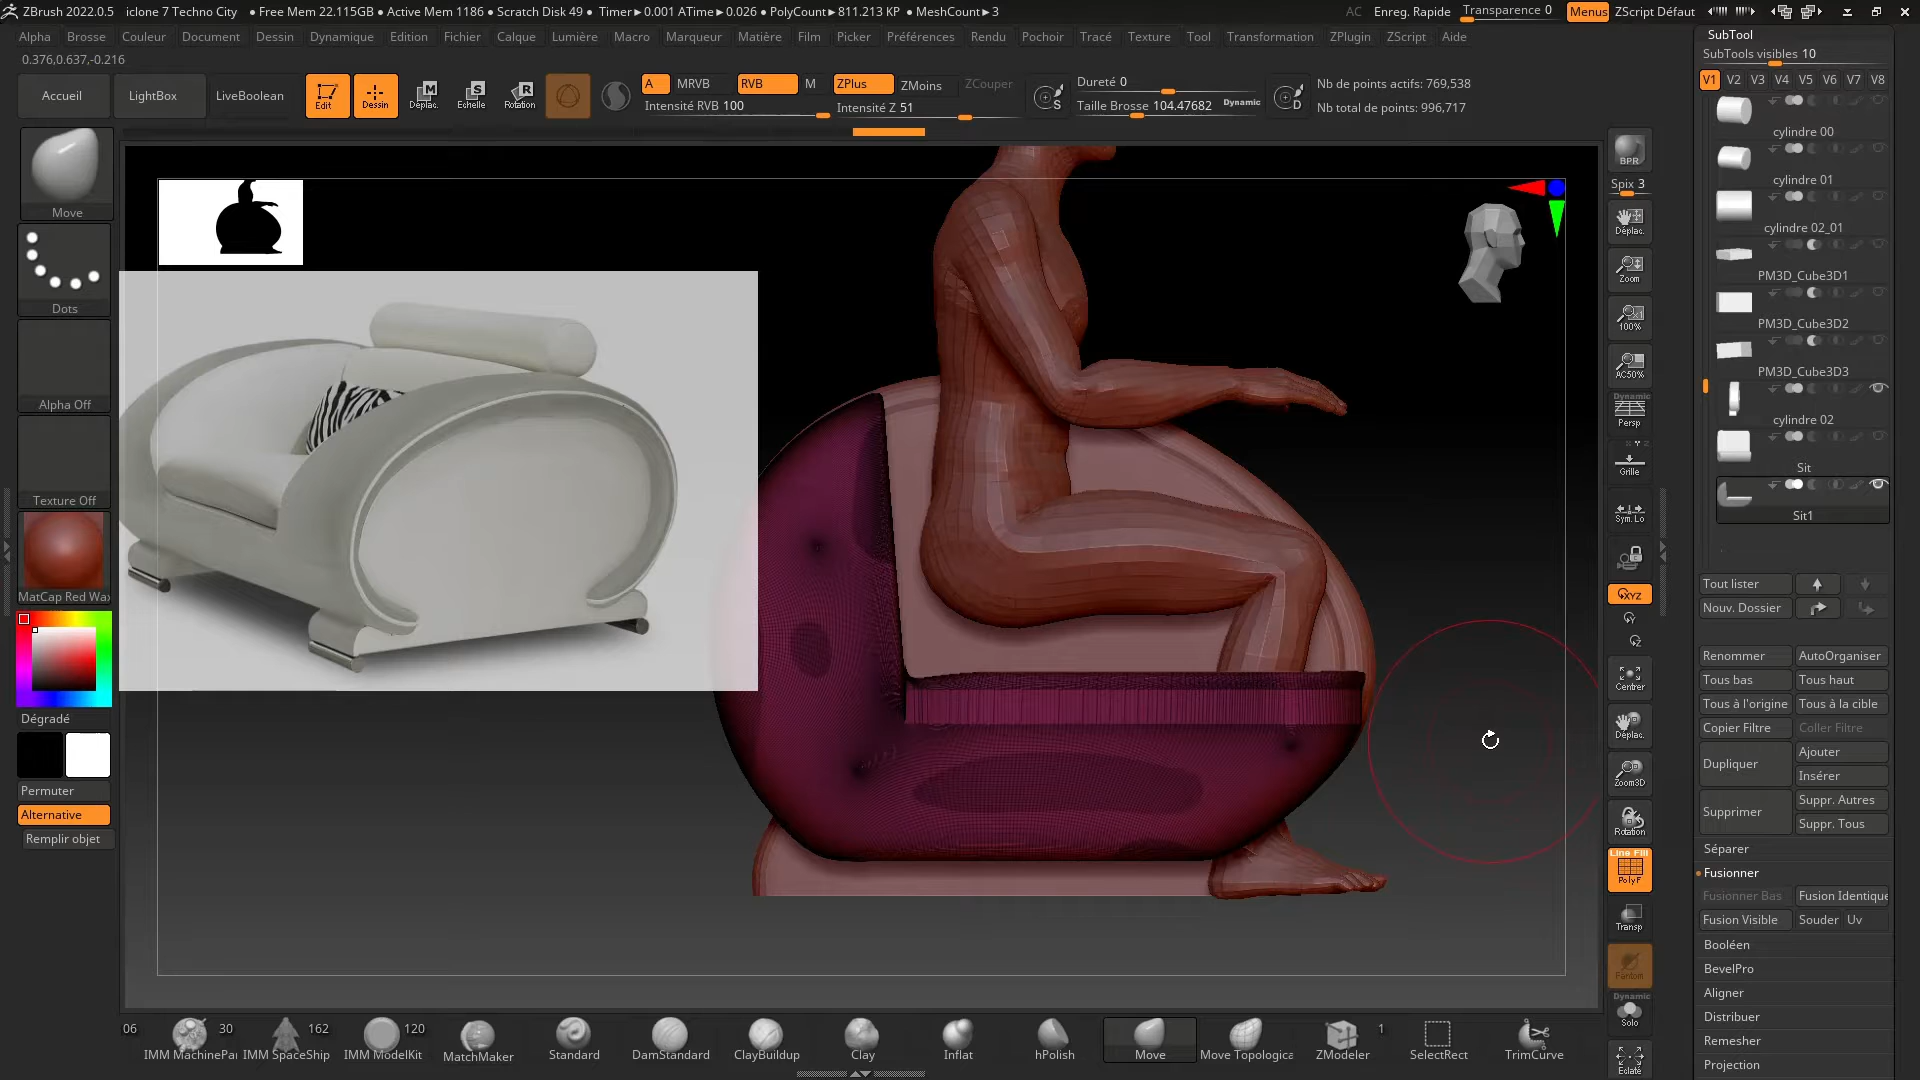 ZBrush 2022.0.5 iclone 7 Techno City • Free Mem 22.115GB • Active Mem 1186 • Scratch Disk 49 • Timer►0.001 ATime►0.026 • PolyCount►811.213 KP • MeshCount►3 AC Enreg. Rapide Transparence 0 Menus ZScript Défaut
Alpha Brosse Couleur Document Dessin Dynamique Edition Fichier Calque Lumière Macro Marqueur Matière Film Picker Préférences Rendu Pochoir Tracé Texture Tool Transformation ZPlugin ZScript Aide
0.376,0.637,-0.216
Accueil LightBox LiveBoolean Edit Dessin Déplac. Echelle Rotation
A MRVB RVB M ZPlus ZMoins ZCouper
Intensité RVB 100 Intensité Z 51
Dureté 0
Taille Brosse 104.47682 Dynamic
Nb de points actifs: 769,538
Nb total de points: 996,717
Move
Dots
Alpha Off
Texture Off
MatCap Red Wax
Dégradé
Permuter
Alternative
Remplir objet
BPR
Spix 3
Déplac.
Zoom
100%
AC50%
Dynamic
Persp
Grille
Sym. Lo
XYZ
Centrer
Déplac.
Zoom3D
Rotation
Line Fill
PolyF
Transp
Fantom
Dynamic
Solo
Eclaté
SubTool
SubTools visibles 10
V1 V2 V3 V4 V5 V6 V7 V8
cylindre 00
cylindre 01
cylindre 02_01
PM3D_Cube3D1
PM3D_Cube3D2
PM3D_Cube3D3
cylindre 02
Sit
Sit1
Tout lister
Nouv. Dossier
Renommer AutoOrganiser
Tous bas Tous haut
Tous à l'origine Tous à la cible
Copier Filtre Coller Filtre
Dupliquer Ajouter
Insérer
Supprimer Suppr. Autres
Suppr. Tous
Séparer
Fusionner
Fusionner Bas Fusion Identique
Fusion Visible Souder Uv
Booléen
BevelPro
Aligner
Distribuer
Remesher
Projection
06 30 162 120 1
IMM MachinePar IMM SpaceShip IMM ModelKit MatchMaker Standard DamStandard ClayBuildup Clay Inflat hPolish Move Move Topologica ZModeler SelectRect TrimCurve